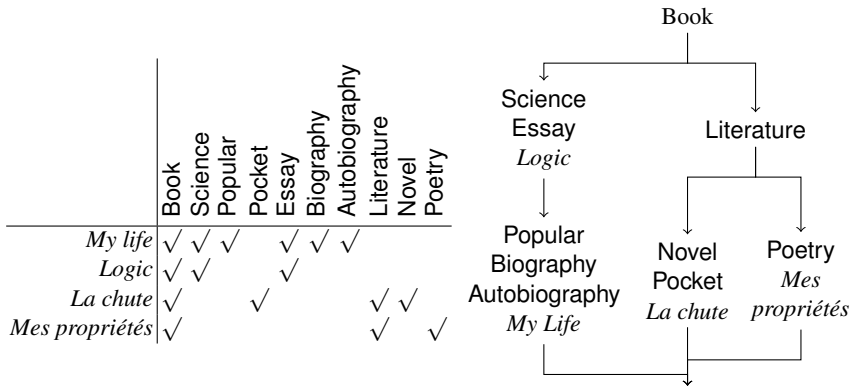 Book
Science
Popular
Pocket
Essay
Biography
Autobiography
Literature
Novel
Poetry
My life √ √ √ √ √ √
Logic √ √ √
La chute √ √ √ √
Mes propriétés √ √ √
Book
Science
Essay
Logic
Literature
Popular
Biography
Autobiography
My Life
Novel
Pocket
La chute
Poetry
Mes
propriétés